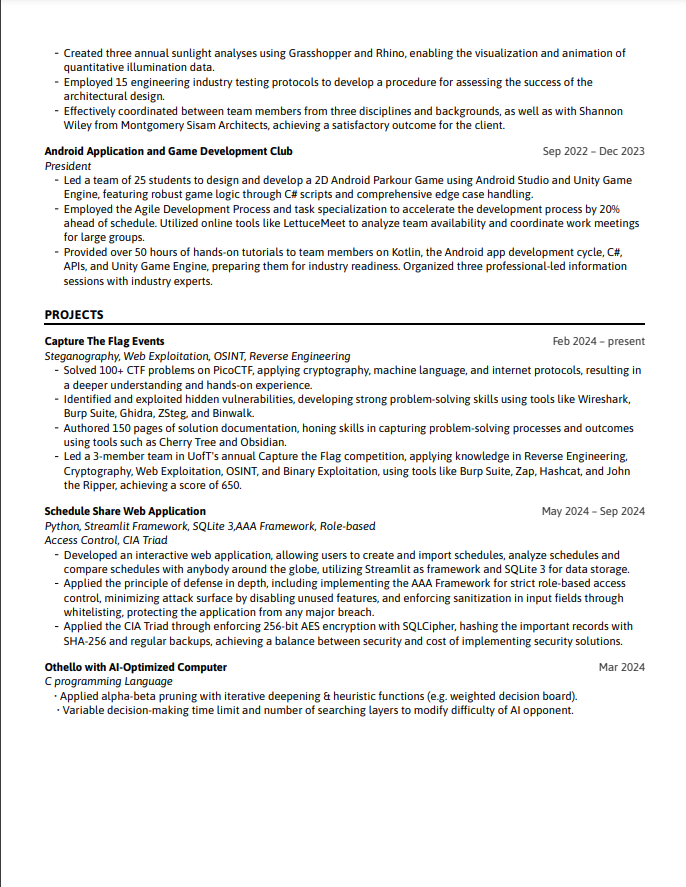 - Created three annual sunlight analyses using Grasshopper and Rhino, enabling the visualization and animation of
quantitative illumination data.
- Employed 15 engineering industry testing protocols to develop a procedure for assessing the success of the
architectural design.
- Effectively coordinated between team members from three disciplines and backgrounds, as well as with Shannon
Wiley from Montgomery Sisam Architects, achieving a satisfactory outcome for the client.
Android Application and Game Development Club Sep 2022 – Dec 2023
President
- Led a team of 25 students to design and develop a 2D Android Parkour Game using Android Studio and Unity Game
Engine, featuring robust game logic through C# scripts and comprehensive edge case handling.
- Employed the Agile Development Process and task specialization to accelerate the development process by 20%
ahead of schedule. Utilized online tools like LettuceMeet to analyze team availability and coordinate work meetings
for large groups.
- Provided over 50 hours of hands-on tutorials to team members on Kotlin, the Android app development cycle, C#,
APIs, and Unity Game Engine, preparing them for industry readiness. Organized three professional-led information
sessions with industry experts.
PROJECTS
Capture The Flag Events Feb 2024 – present
Steganography, Web Exploitation, OSINT, Reverse Engineering
- Solved 100+ CTF problems on PicoCTF, applying cryptography, machine language, and internet protocols, resulting in
a deeper understanding and hands-on experience.
- Identified and exploited hidden vulnerabilities, developing strong problem-solving skills using tools like Wireshark,
Burp Suite, Ghidra, ZSteg, and Binwalk.
- Authored 150 pages of solution documentation, honing skills in capturing problem-solving processes and outcomes
using tools such as Cherry Tree and Obsidian.
- Led a 3-member team in UofT's annual Capture the Flag competition, applying knowledge in Reverse Engineering,
Cryptography, Web Exploitation, OSINT, and Binary Exploitation, using tools like Burp Suite, Zap, Hashcat, and John
the Ripper, achieving a score of 650.
Schedule Share Web Application May 2024 – Sep 2024
Python, Streamlit Framework, SQLite 3,AAA Framework, Role-based
Access Control, CIA Triad
- Developed an interactive web application, allowing users to create and import schedules, analyze schedules and
compare schedules with anybody around the globe, utilizing Streamlit as framework and SQLite 3 for data storage.
- Applied the principle of defense in depth, including implementing the AAA Framework for strict role-based access
control, minimizing attack surface by disabling unused features, and enforcing sanitization in input fields through
whitelisting, protecting the application from any major breach.
- Applied the CIA Triad through enforcing 256-bit AES encryption with SQLCipher, hashing the important records with
SHA-256 and regular backups, achieving a balance between security and cost of implementing security solutions.
Othello with AI-Optimized Computer Mar 2024
C programming Language
· Applied alpha-beta pruning with iterative deepening & heuristic functions (e.g. weighted decision board).
· Variable decision-making time limit and number of searching layers to modify difficulty of AI opponent.